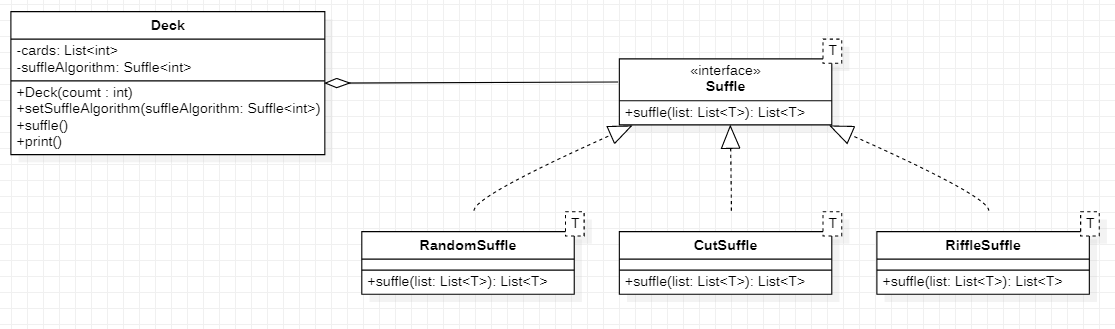 Deck
-cards: List<int>
-suffleAlgorithm: Suffle<int>
+Deck(coumt : int)
+setSuffleAlgorithm(suffleAlgorithm: Suffle<int>)
+suffle()
+print()
T
«interface»
Suffle
+suffle(list: List<T>): List<T>
T
RandomSuffle
+suffle(list: List<T>): List<T>
T
CutSuffle
+suffle(list: List<T>): List<T>
T
RiffleSuffle
+suffle(list: List<T>): List<T>